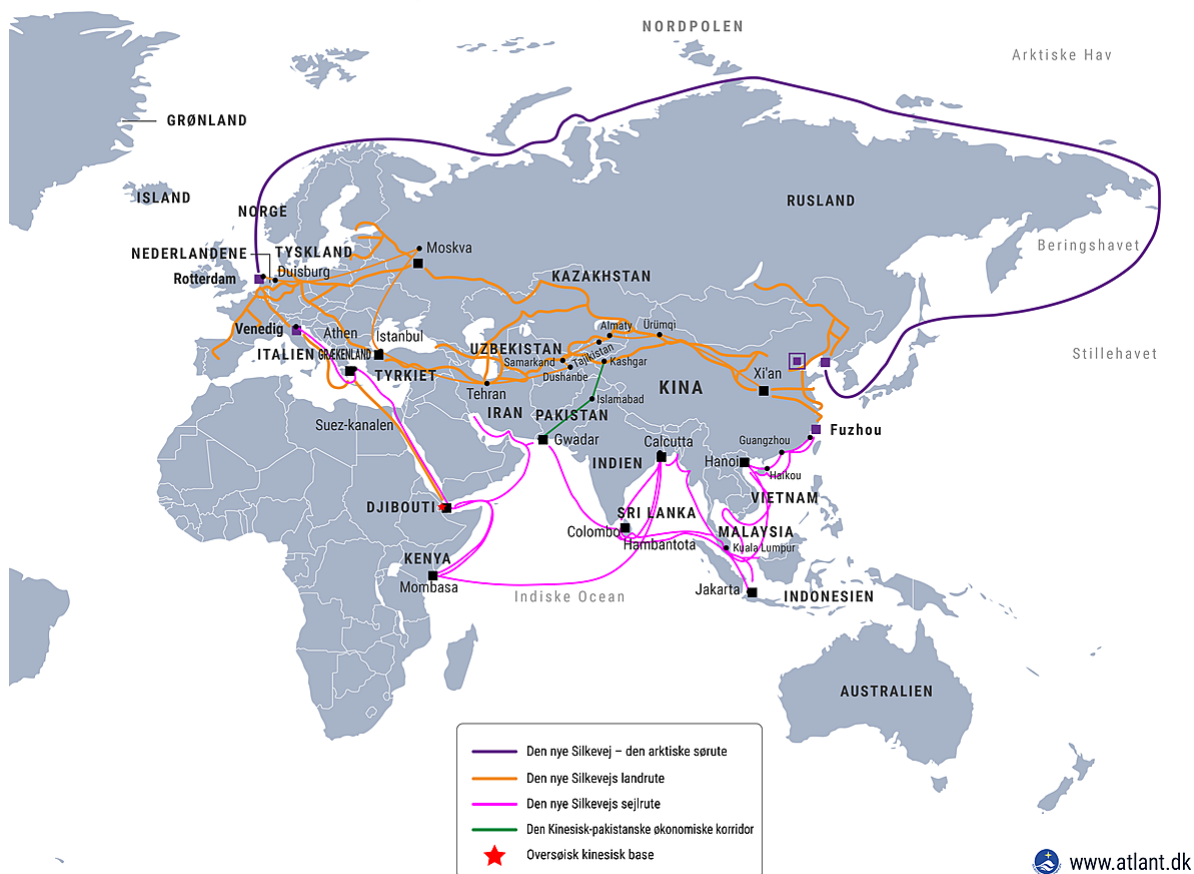 NORDPOLEN
Arktiske Hav
GRØNLAND
ISLAND
RUSLAND
NORGE
Beringshavet
NEDERLANDENE
TYSKLAND
Moskva
Rotterdam
Duisburg
KAZAKHSTAN
Venedig
Athen
Istanbul
Almaty
Ürümqi
Stillehavet
ITALIEN
GRÆKENLAND
UZBEKISTAN
Samarkand
Tajikistan
Kashgar
Dushanbe
TYRKIET
Xi'an
KINA
Tehran
Islamabad
IRAN
PAKISTAN
Suez-kanalen
Fuzhou
Gwadar
Calcutta
Guangzhou
INDIEN
Hanoi
Haikou
VIETNAM
DJIBOUTI
SRI LANKA
Colombo
MALAYSIA
Hambantota
Kuala Lumpur
KENYA
Mombasa
Jakarta
INDONESIEN
Indiske Ocean
AUSTRALIEN
Den nye Silkevej – den arktiske sørute
Den nye Silkevejs landrute
Den nye Silkevejs sejlrute
Den Kinesisk-pakistanske økonomiske korridor
Oversøisk kinesisk base
www.atlant.dk